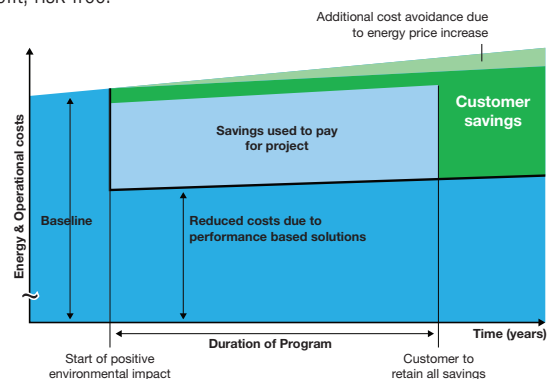 Additional cost avoidance due
to energy price increase
Energy & Operational costs
Customer
savings
Savings used to pay
for project
Baseline
Reduced costs due to
performance based solutions
Time (years)
Duration of Program
Start of positive
environmental impact
Customer to
retain all savings